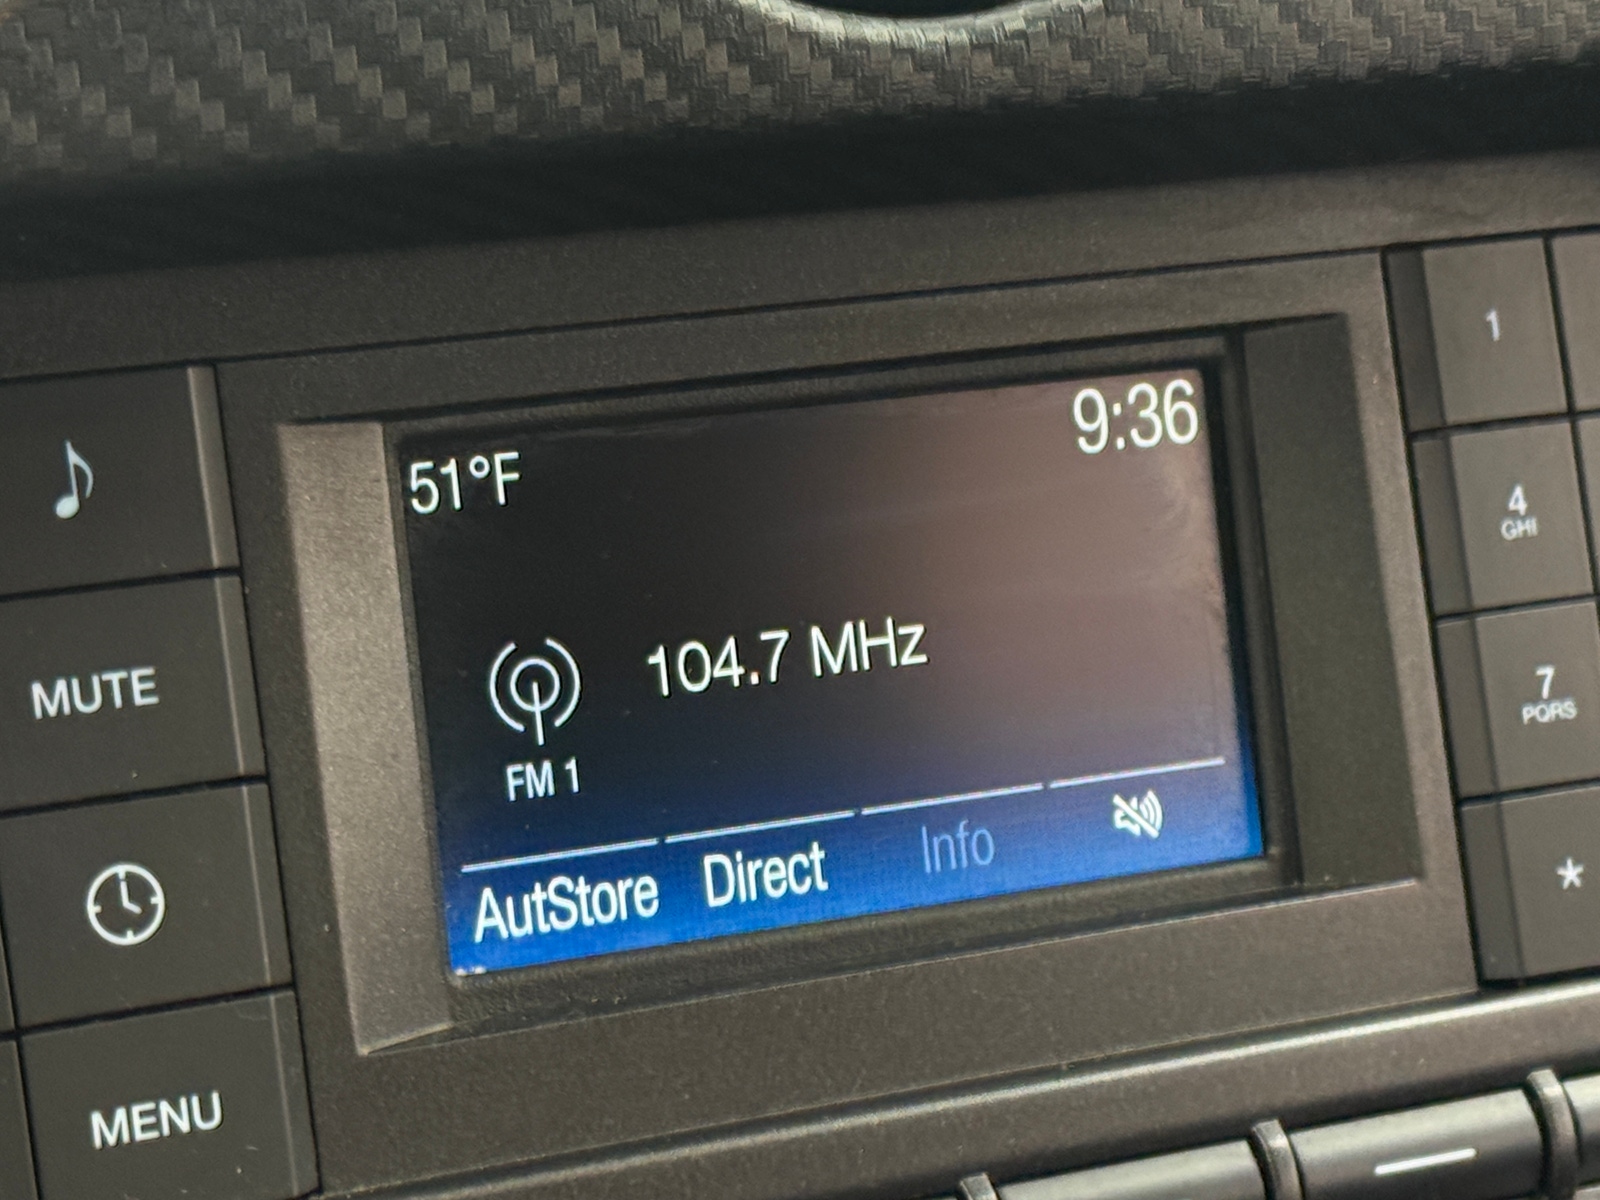 51°F
9:36
104.7 MHz
FM 1
AutStore Direct Info
MUTE
MENU
1
4
GHI
7
PQRS
*